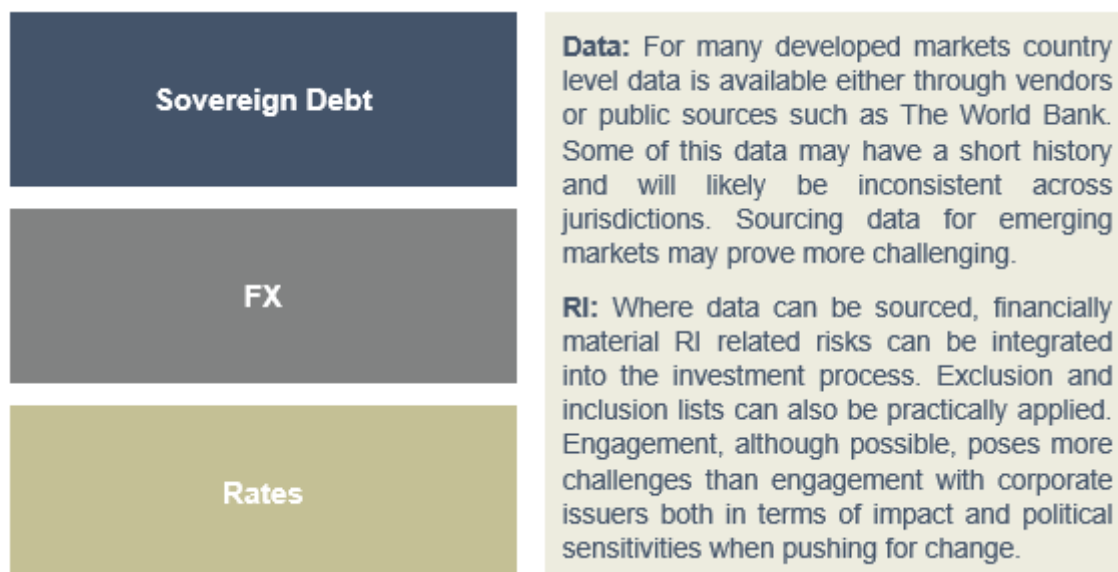 Sovereign Debt
FX
Rates
Data: For many developed markets country
level data is available either through vendors
or public sources such as The World Bank.
Some of this data may have a short history
and will likely be inconsistent across
jurisdictions. Sourcing data for emerging
markets may prove more challenging.
RI: Where data can be sourced, financially
material RI related risks can be integrated
into the investment process. Exclusion and
inclusion lists can also be practically applied.
Engagement, although possible, poses more
challenges than engagement with corporate
issuers both in terms of impact and political
sensitivities when pushing for change.